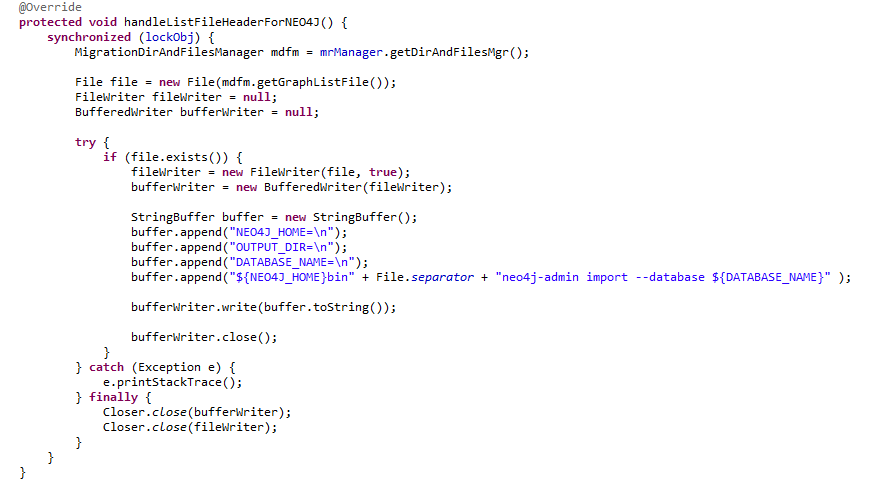 @Override
protected void handleListFileHeaderForNEO4J() {
synchronized (lockObj) {
MigrationDirAndFilesManager mdfm = mrManager.getDirAndFilesMgr();
File file = new File(mdfm.getGraphListFile());
FileWriter fileWriter = null;
BufferedWriter bufferWriter = null;
try {
if (file.exists()) {
fileWriter = new FileWriter(file, true);
bufferWriter = new BufferedWriter(fileWriter);
StringBuffer buffer = new StringBuffer();
buffer.append("NEO4J_HOME=\n");
buffer.append("OUTPUT_DIR=\n");
buffer.append("DATABASE_NAME=\n");
buffer.append("${NEO4J_HOME}bin" + File.separator + "neo4j-admin import --database ${DATABASE_NAME}" );
bufferWriter.write(buffer.toString());
bufferWriter.close();
}
} catch (Exception e) {
e.printStackTrace();
} finally {
Closer.close(bufferWriter);
Closer.close(fileWriter);
}
}
}